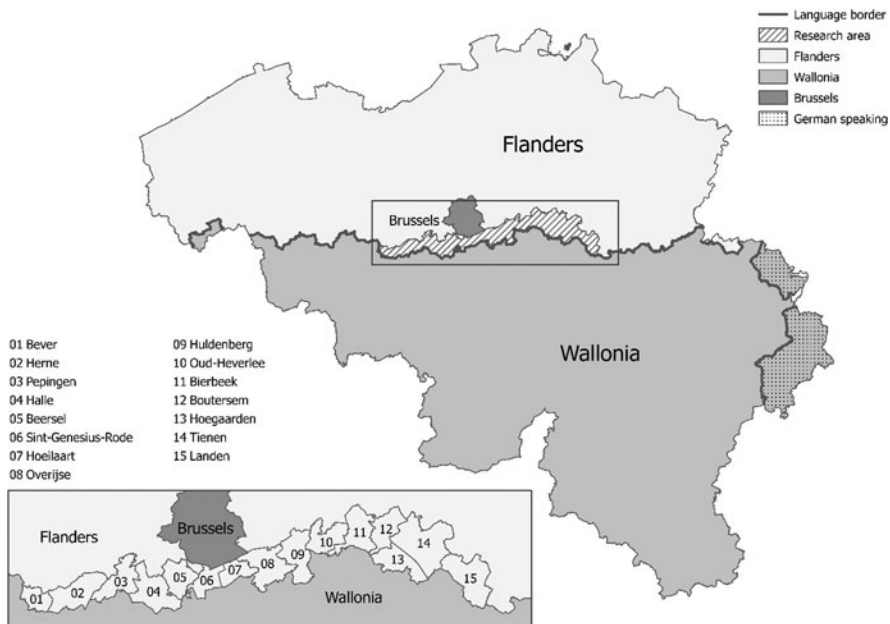 Language border
Research area
Flanders
Wallonia
Brussels
German speaking
Flanders
Brussels
Wallonia
01 Bever
02 Herne
03 Pepingen
04 Halle
05 Beersel
06 Sint-Genesius-Rode
07 Hoeilaart
08 Overijse
09 Huldenberg
10 Oud-Heverlee
11 Bierbeek
12 Boutersem
13 Hoegaarden
14 Tienen
15 Landen
Flanders
Brussels
01
02
03
04
05
06
07
08
09
10
11
12
13
14
15
Wallonia